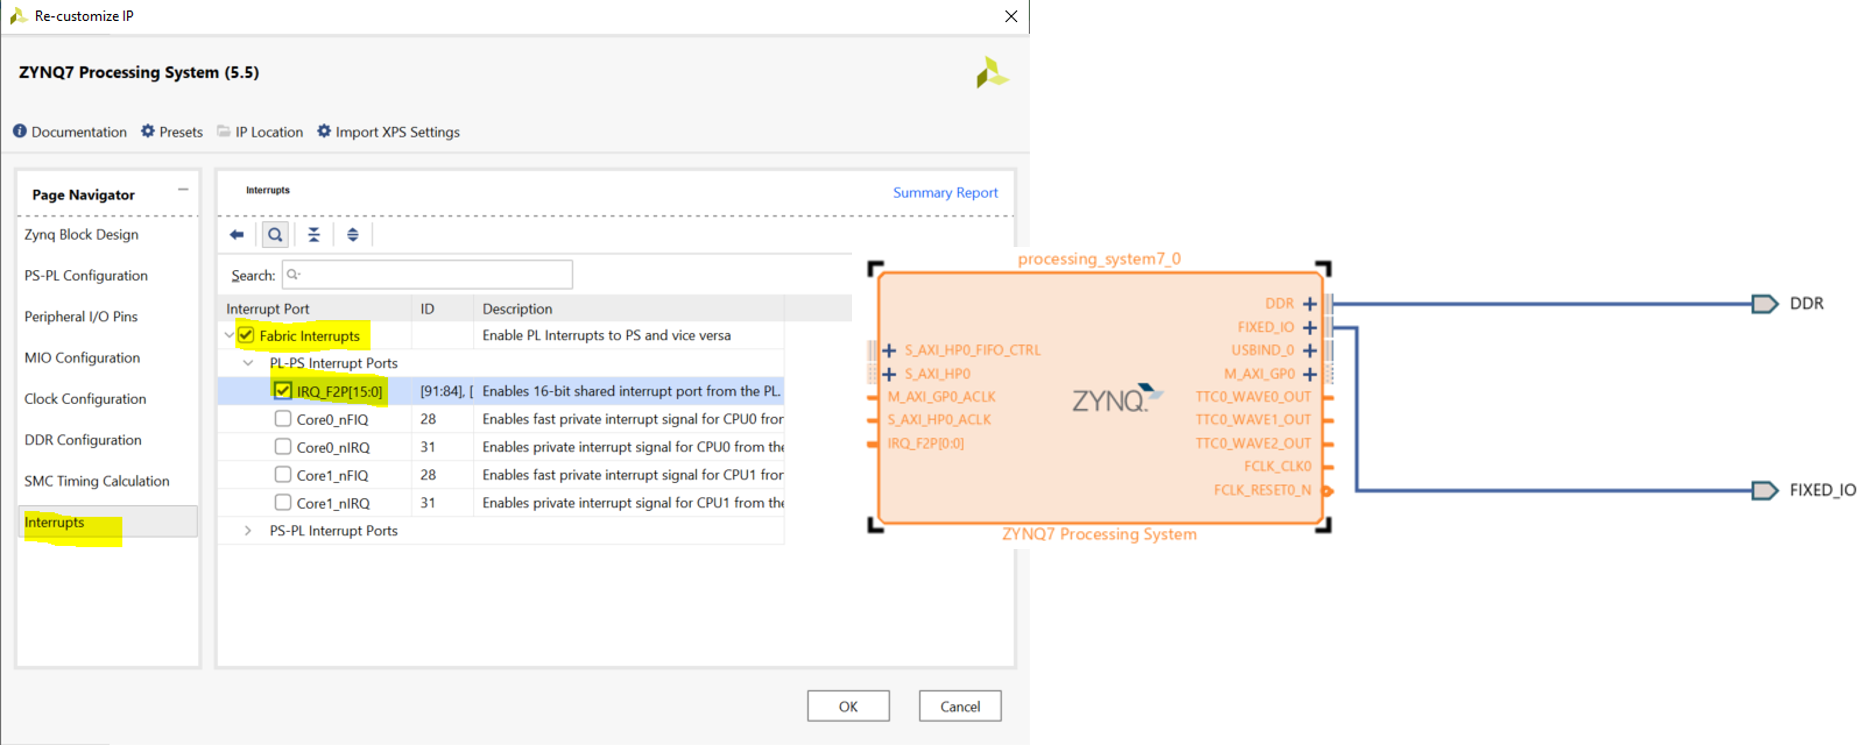 Re-customize IP
ZYNQ7 Processing System (5.5)
Documentation Presets IP Location Import XPS Settings
Page Navigator
Zynq Block Design
PS-PL Configuration
Peripheral I/O Pins
MIO Configuration
Clock Configuration
DDR Configuration
SMC Timing Calculation
Interrupts
Interrupts
Summary Report
Search:
Interrupt Port ID Description
Fabric Interrupts Enable PL Interrupts to PS and vice versa
PL-PS Interrupt Ports
IRQ_F2P[15:0] [91:84], [ Enables 16-bit shared interrupt port from the PL.
Core0_nFIQ 28 Enables fast private interrupt signal for CPU0 fror
Core0_nIRQ 31 Enables private interrupt signal for CPU0 from the
Core1_nFIQ 28 Enables fast private interrupt signal for CPU1 fror
Core1_nIRQ 31 Enables private interrupt signal for CPU1 from the
PS-PL Interrupt Ports
OK Cancel
processing_system7_0
S_AXI_HP0_FIFO_CTRL
S_AXI_HP0
M_AXI_GP0_ACLK
S_AXI_HP0_ACLK
IRQ_F2P[0:0]
ZYNQ
DDR
FIXED_IO
USBIND_0
M_AXI_GP0
TTC0_WAVE0_OUT
TTC0_WAVE1_OUT
TTC0_WAVE2_OUT
FCLK_CLK0
FCLK_RESET0_N
ZYNQ7 Processing System
DDR
FIXED_IO